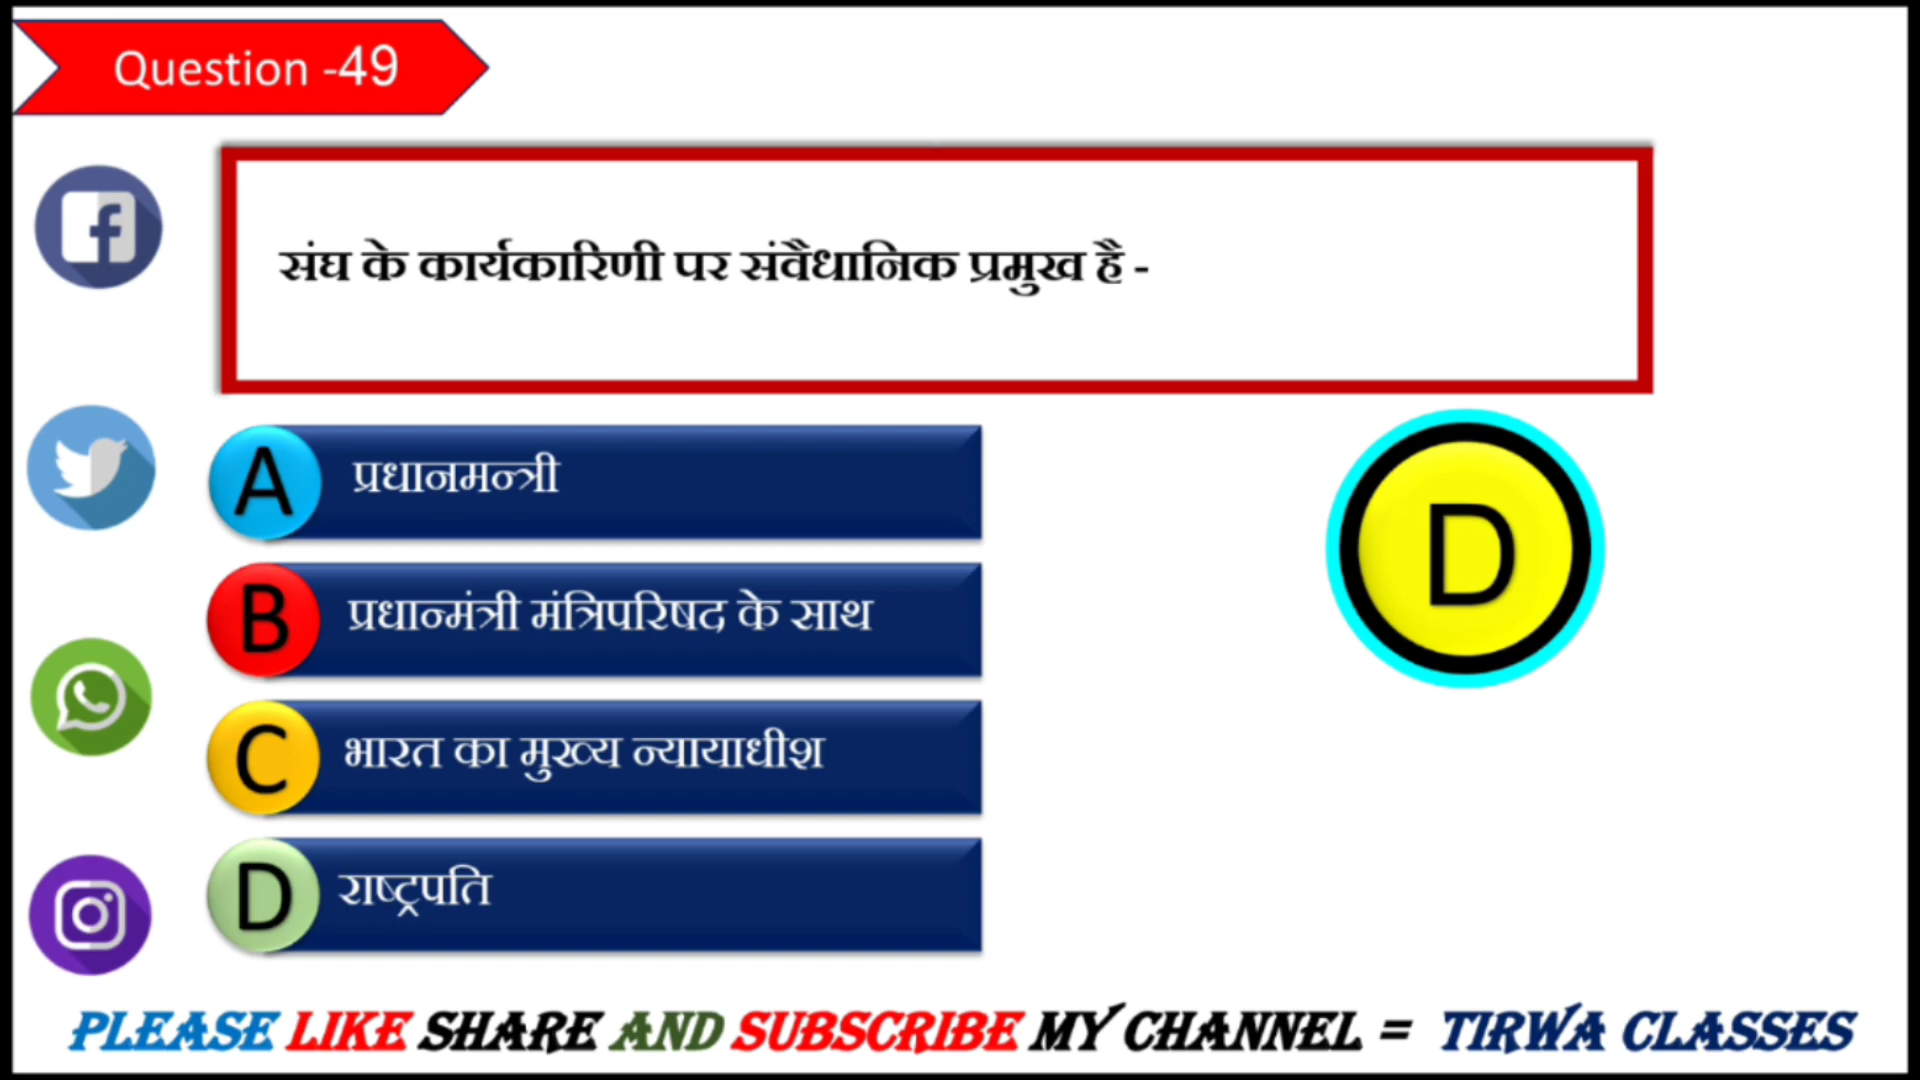 Question -49
संघ के कार्यकारिणी पर संवैधानिक प्रमुख है -
A प्रधानमन्त्री
B प्रधान्मंत्री मंत्रिपरिषद के साथ
C भारत का मुख्य न्यायाधीश
D राष्ट्रपति
D
PLEASE LIKE SHARE AND SUBSCRIBE MY CHANNEL = TIRWA CLASSES